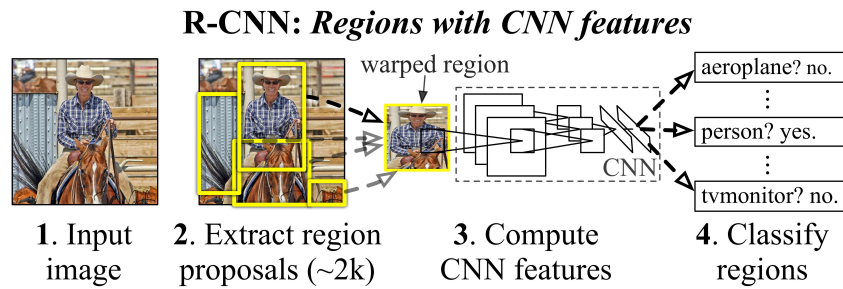 R-CNN: Regions with CNN features
warped region
aeroplane? no.
person? yes.
tvmonitor? no.
CNN
1. Input image
2. Extract region proposals (~2k)
3. Compute CNN features
4. Classify regions